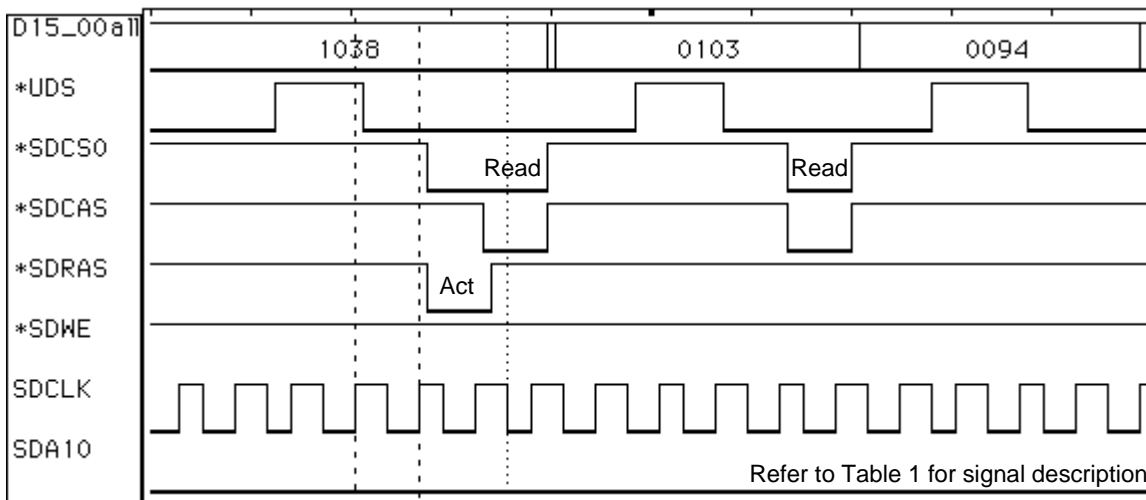 D15_00all
1038 0103 0094
*UDS
*SDCS0
Read Read
*SDCAS
*SDRAS
Act
*SDWE
SDCLK
SDA10
Refer to Table 1 for signal description